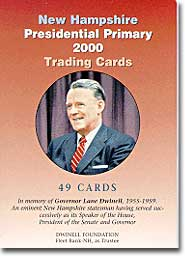 New Hampshire
Presidential Primary
2000
Trading Cards
49 CARDS
In memory of Governor Lane Dwinell, 1955-1959.
An eminent New Hampshire statesman having served suc-
cessively as its Speaker of the House,
President of the Senate and Governor
DWINELL FOUNDATION
Fleet Bank-NH, as Trustee